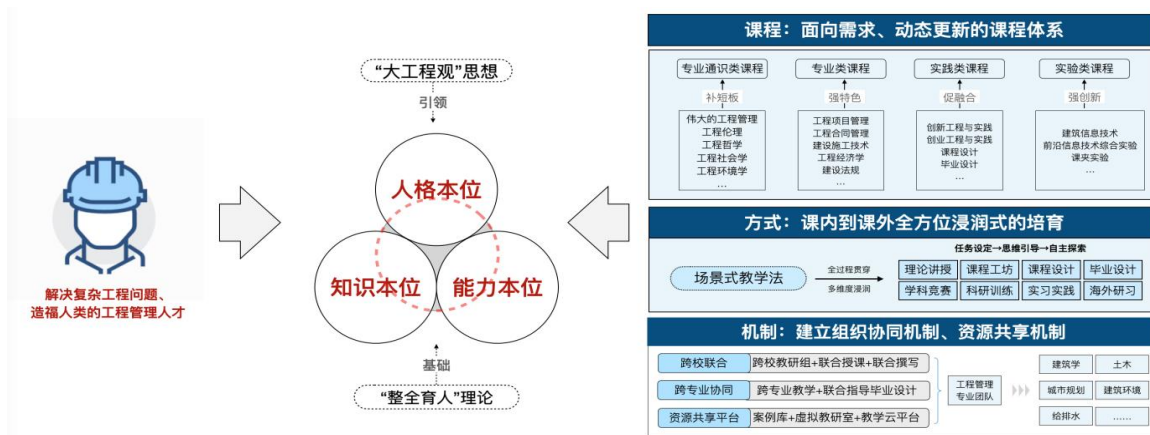 解决复杂工程问题、
造福人类的工程管理人才
“大工程观”思想
引领
人格本位
知识本位
能力本位
基础
“整全育人”理论
课程：面向需求、动态更新的课程体系
专业通识类课程
补短板
伟大的工程管理
工程伦理
工程哲学
工程社会学
工程环境学
...
专业类课程
强特色
工程项目管理
工程合同管理
建设施工技术
工程经济学
建设法规
...
实践类课程
促融合
创新工程与实践
创业工程与实践
课程设计
毕业设计
...
实验类课程
强创新
建筑信息技术
前沿信息技术综合实验
课夹实验
...
方式：课内到课外全方位浸润式的培育
任务设定→思维引导→自主探索
场景式教学法
全过程贯穿
多维度浸润
理论讲授 课程工坊 课程设计 毕业设计
学科竞赛 科研训练 实习实践 海外研习
机制：建立组织协同机制、资源共享机制
跨校联合 跨校教研组+联合授课+联合撰写
跨专业协同 跨专业教学+联合指导毕业设计
资源共享平台 案例库+虚拟教研室+教学云平台
工程管理
专业团队
建筑学 土木
城市规划 建筑环境
给排水 ......